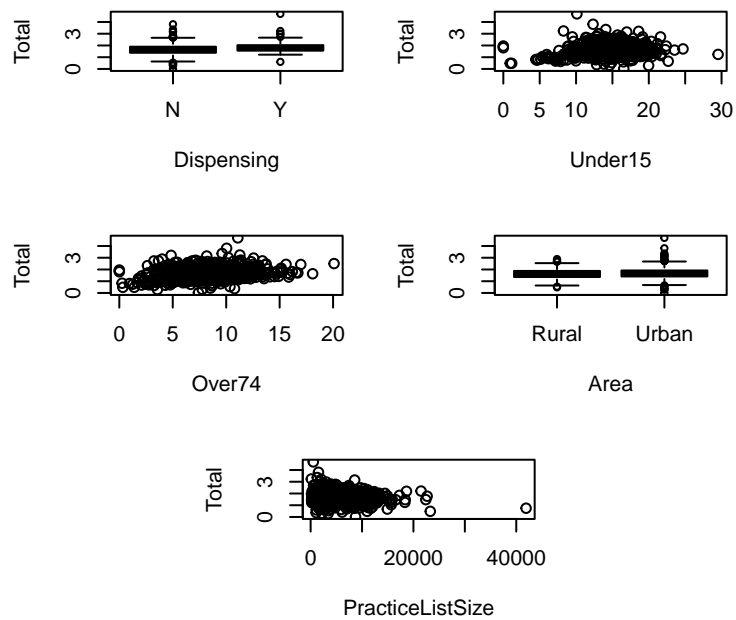 Total
3
0
N Y
Dispensing
Total
3
0
0 5 10 20 30
Under15
Total
3
0
0 5 10 15 20
Over74
Total
3
0
Rural Urban
Area
Total
3
0
0 20000 40000
PracticeListSize